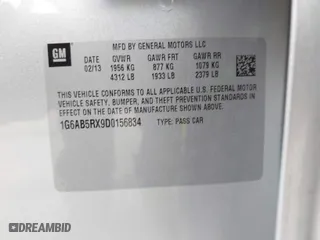 GM
MFD BY GENERAL MOTORS LLC
DATE GVWR GAWR FRT GAWR RR
02/13 1956 KG 877 KG 1079 KG
4312 LB 1933 LB 2379 LB
THIS VEHICLE CONFORMS TO ALL APPLICABLE U.S. FEDERAL MOTOR
VEHICLE SAFETY, BUMPER, AND THEFT PREVENTION STANDARDS
IN EFFECT ON THE DATE OF MANUFACTURE SHOWN ABOVE.
1G6AB5RX9D0156834 TYPE: PASS CAR
© DEALERSHIP